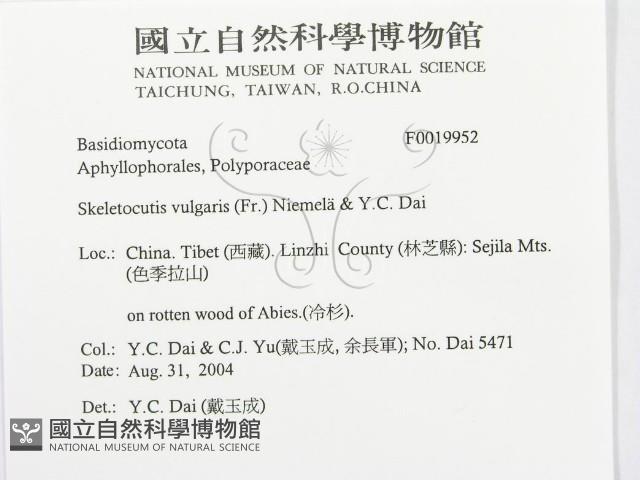 國立自然科學博物館
NATIONAL MUSEUM OF NATURAL SCIENCE
TAICHUNG, TAIWAN, R.O.CHINA
Basidiomycota F0019952
Aphyllophorales, Polyporaceae
Skeletocutis vulgaris (Fr.) Niemelä & Y.C. Dai
Loc.: China. Tibet (西藏). Linzhi County (林芝縣): Sejila Mts.
(色季拉山)
on rotten wood of Abies.(冷杉).
Col.: Y.C. Dai & C.J. Yu(戴玉成, 余長軍); No. Dai 5471
Date: Aug. 31, 2004
Det.: Y.C. Dai (戴玉成)
國立自然科學博物館
NATIONAL MUSEUM OF NATURAL SCIENCE